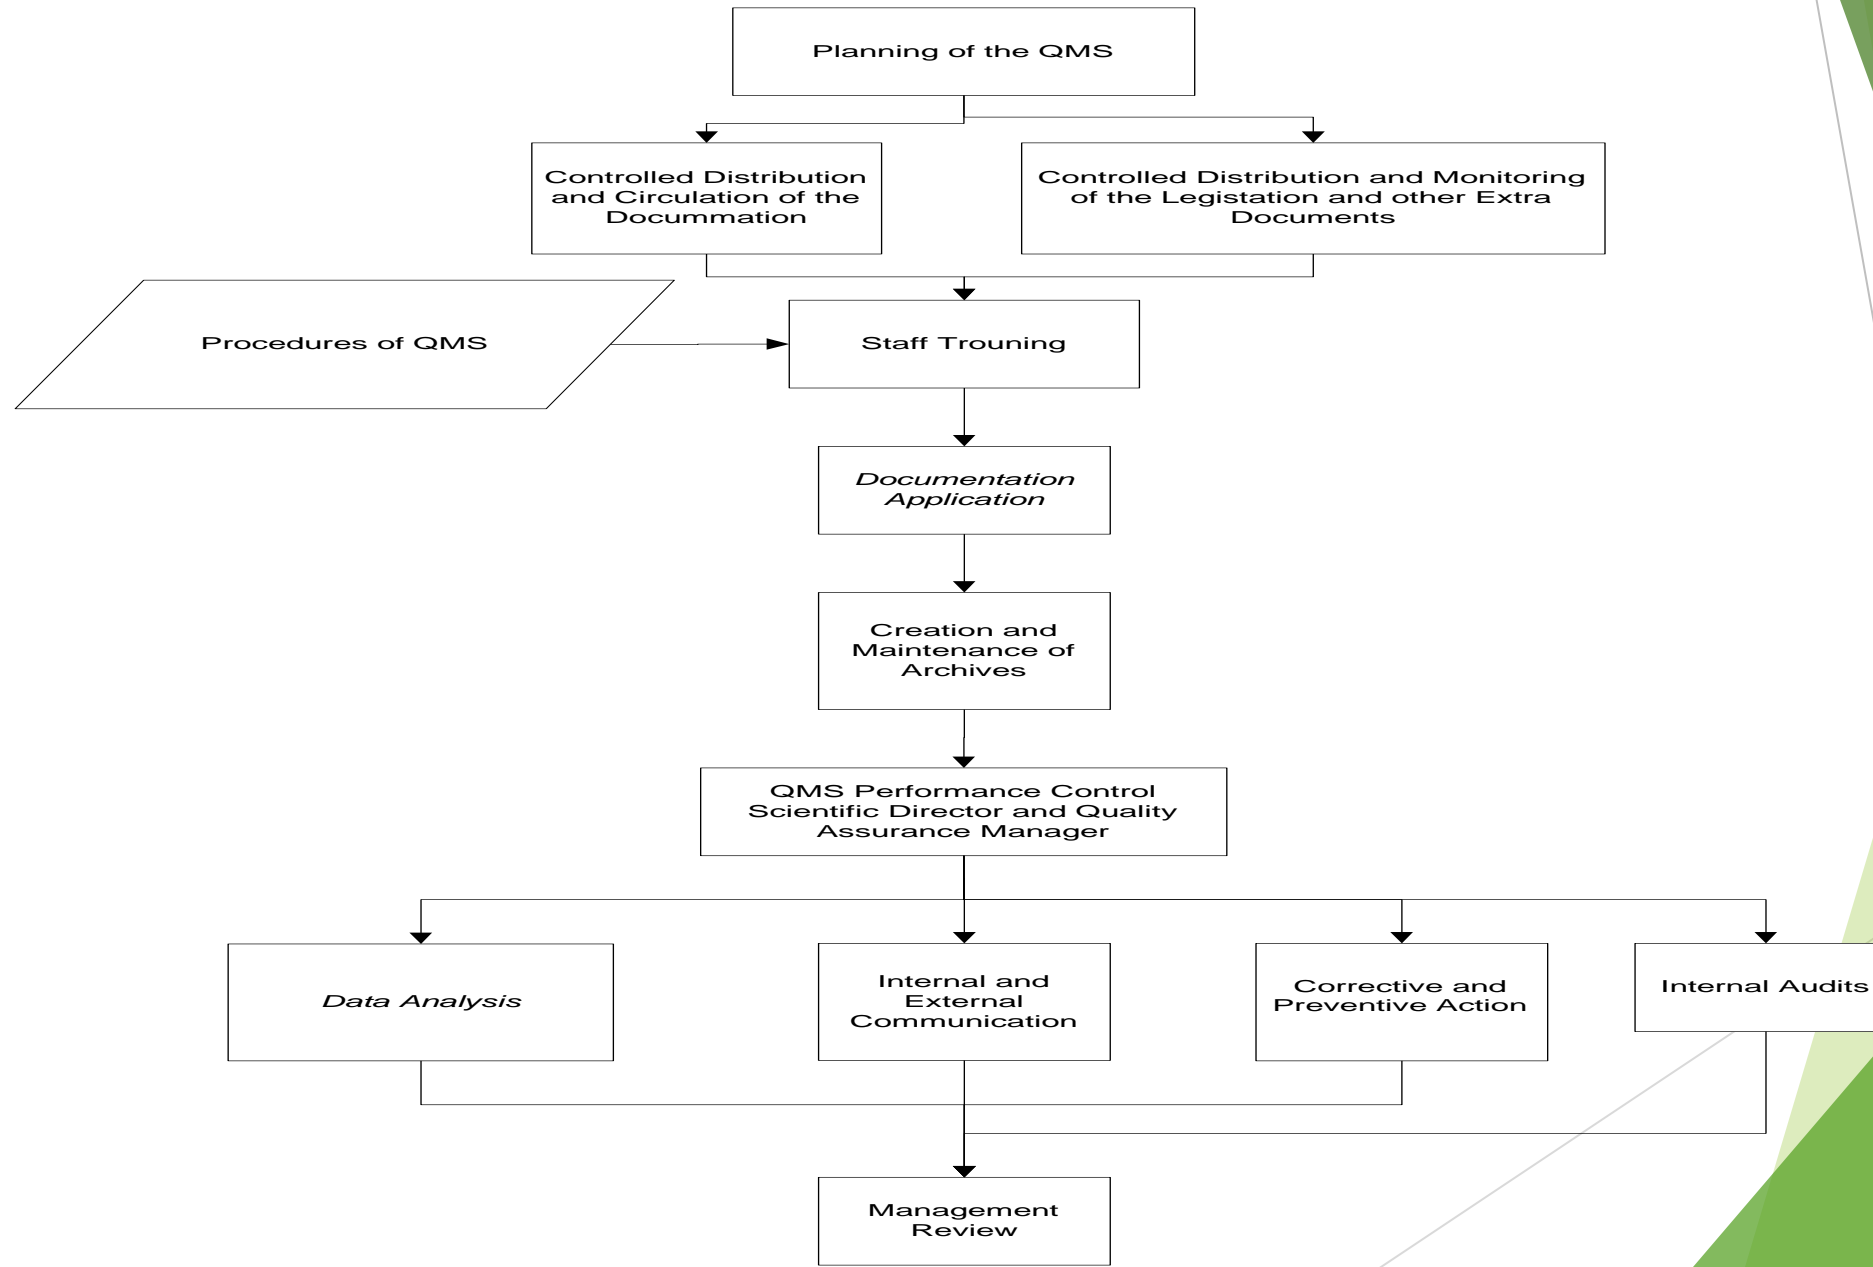 Planning of the QMS
Controlled Distribution
and Circulation of the
Docummation
Controlled Distribution and Monitoring
of the Legistation and other Extra
Documents
Procedures of QMS
Staff Trouning
Documentation
Application
Creation and
Maintenance of
Archives
QMS Performance Control
Scientific Director and Quality
Assurance Manager
Data Analysis
Internal and
External
Communication
Corrective and
Preventive Action
Internal Audits
Management
Review